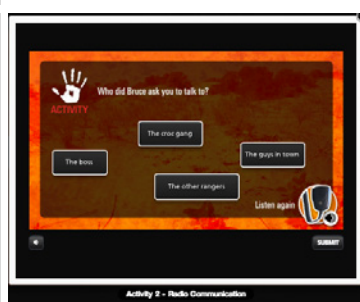 Who did Bruce ask you to talk to?
ACTIVITY
The croc gang
The boss
The guys in town
The other rangers
Listen again
SUBMIT
Activity 2 - Radio Communication